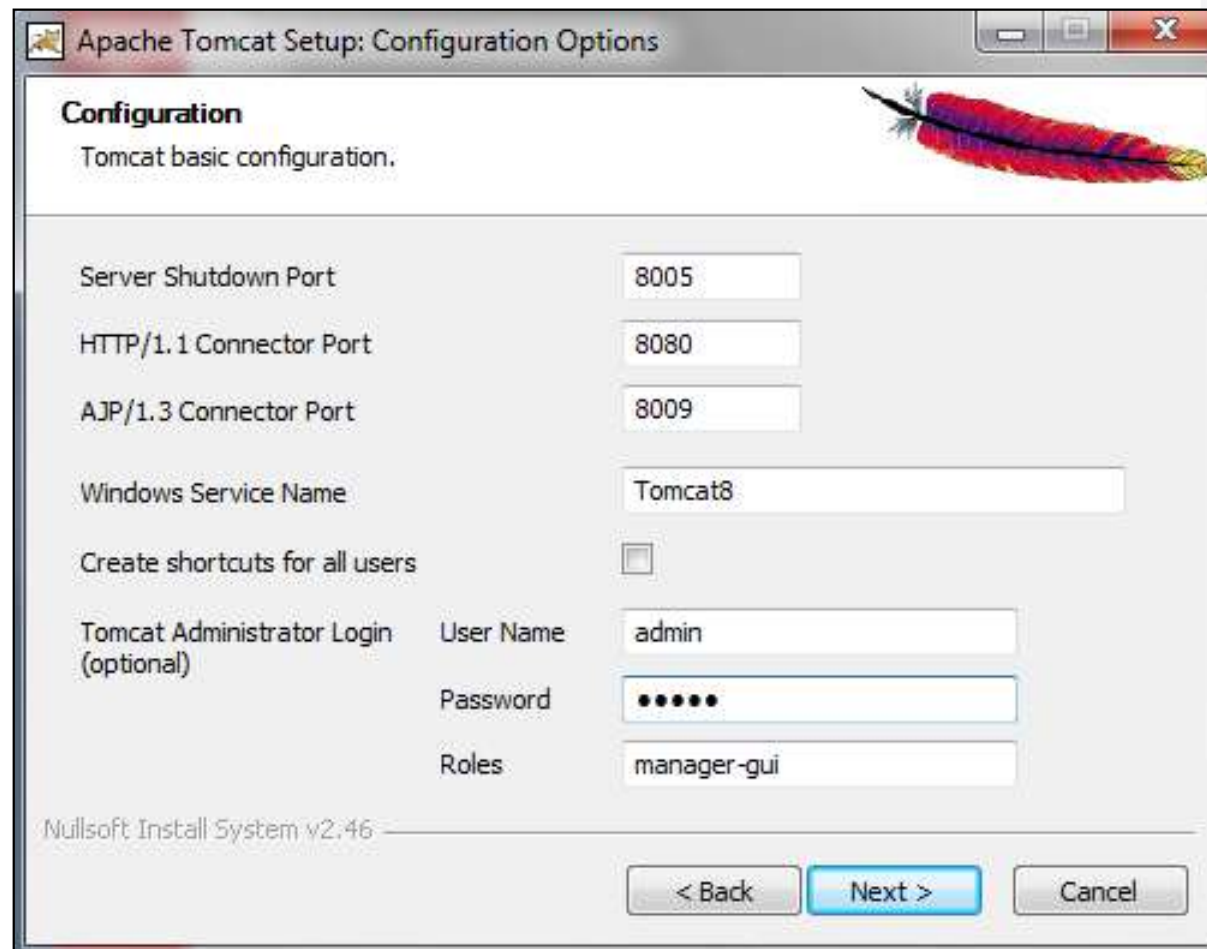 Apache Tomcat Setup: Configuration Options
Configuration
Tomcat basic configuration.
Server Shutdown Port 8005
HTTP/1.1 Connector Port 8080
AJP/1.3 Connector Port 8009
Windows Service Name Tomcat8
Create shortcuts for all users
Tomcat Administrator Login User Name admin
(optional)
Password •••••
Roles manager-gui
Nullsoft Install System v2.46
< Back Next > Cancel